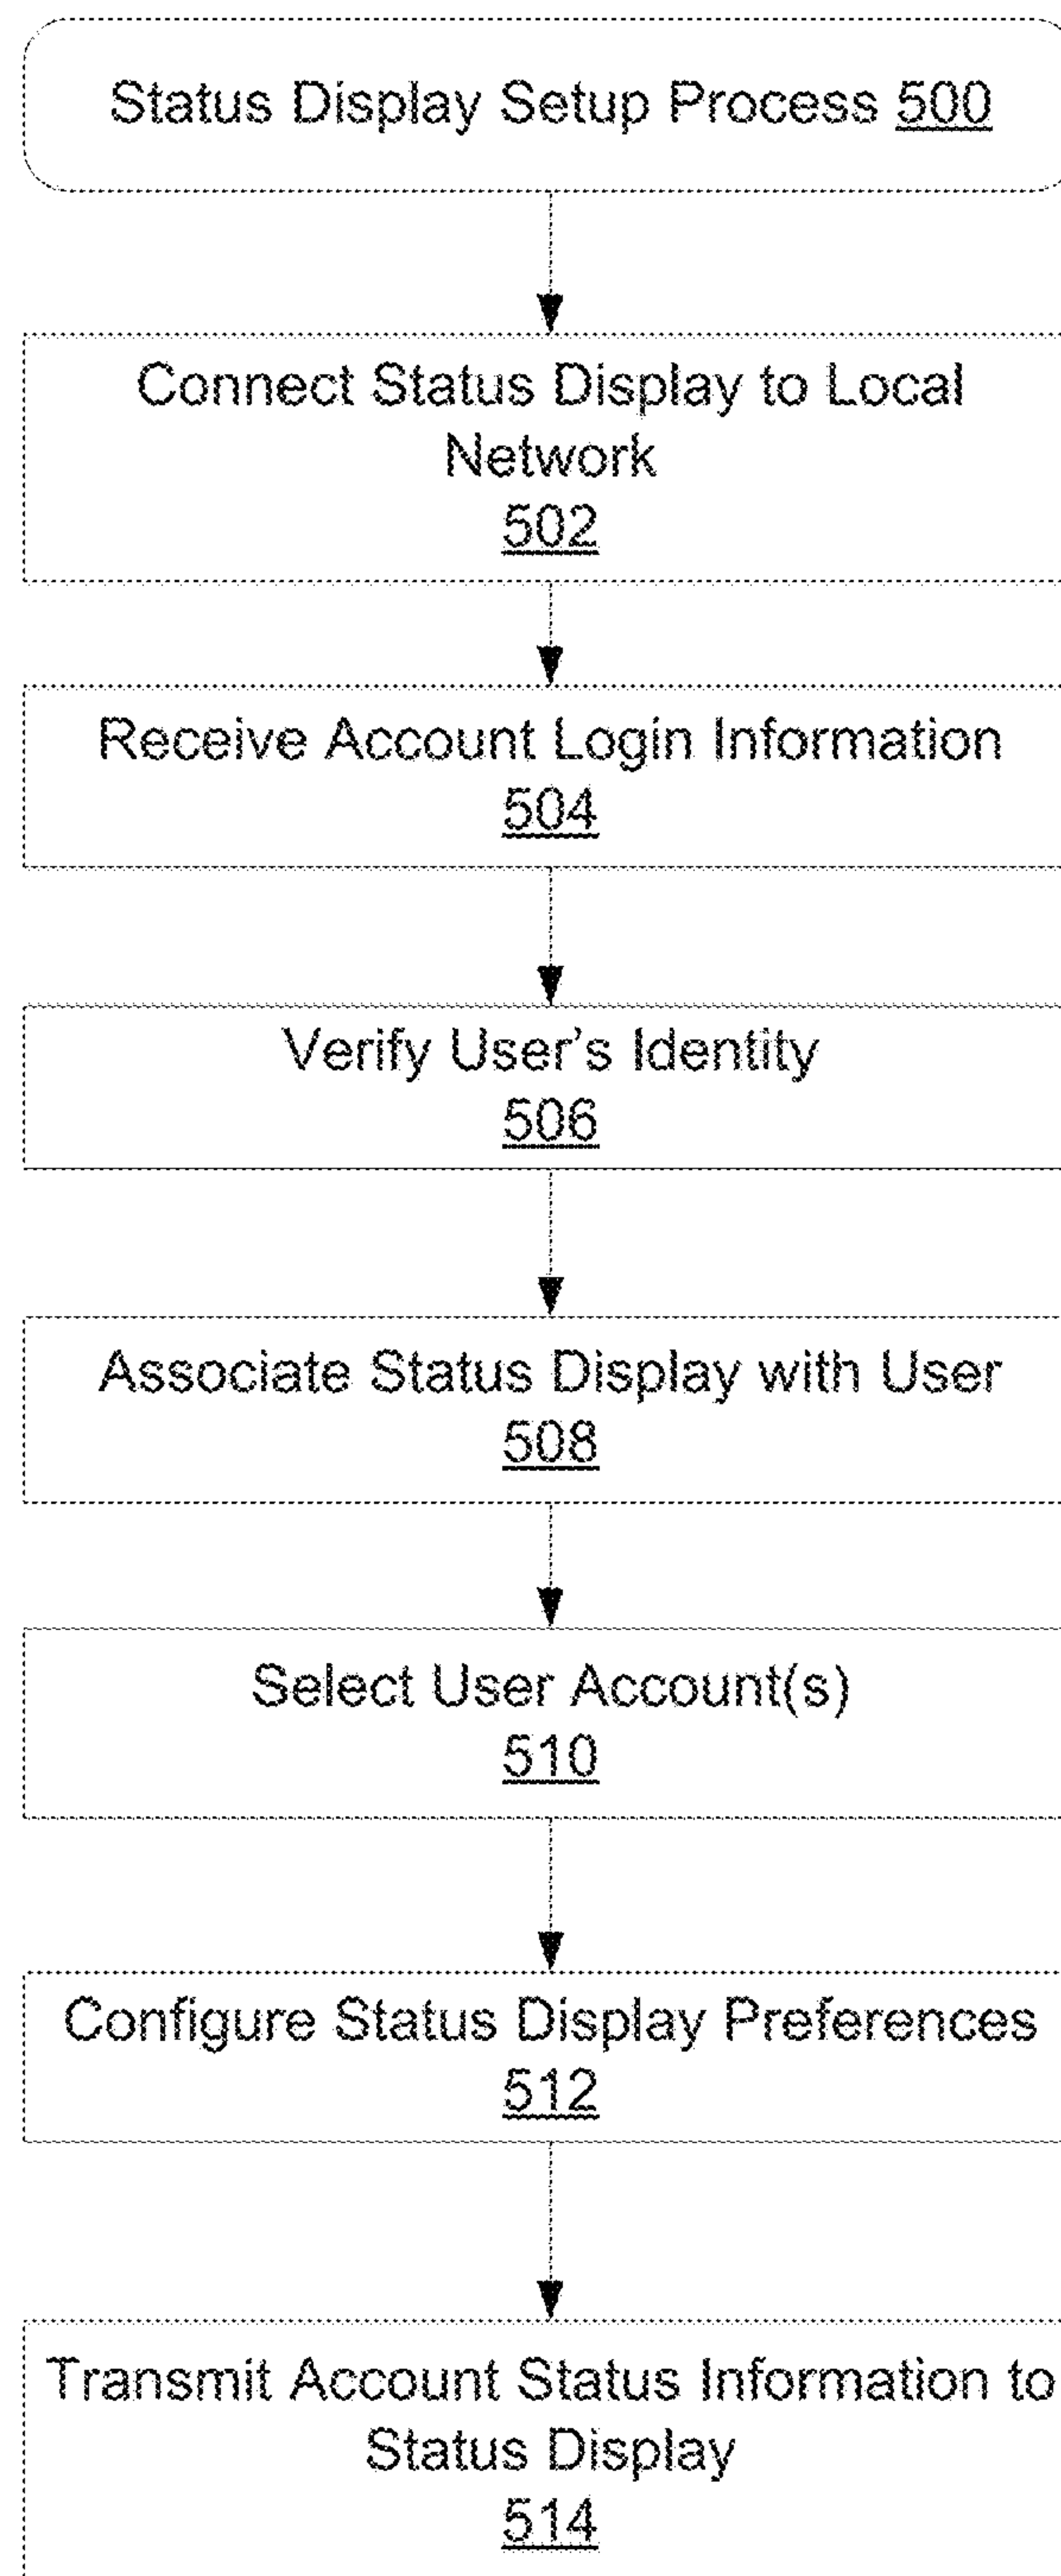 Status Display Setup Process 500
Connect Status Display to Local
Network
502
Receive Account Login Information
504
Verify User's Identity
506
Associate Status Display with User
508
Select User Account(s)
510
Configure Status Display Preferences
512
Transmit Account Status Information to
Status Display
514